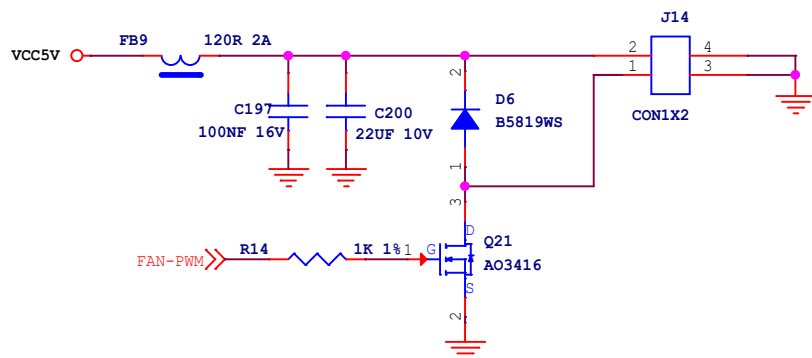 J14
VCC5V
FB9
120R 2A
2
4
1
3
CON1X2
2
D6
B5819WS
1
C197
100NF 16V
C200
22UF 10V
3
D
Q21
AO3416
FAN-PWM
R14
1K 1%
1
G
S
2